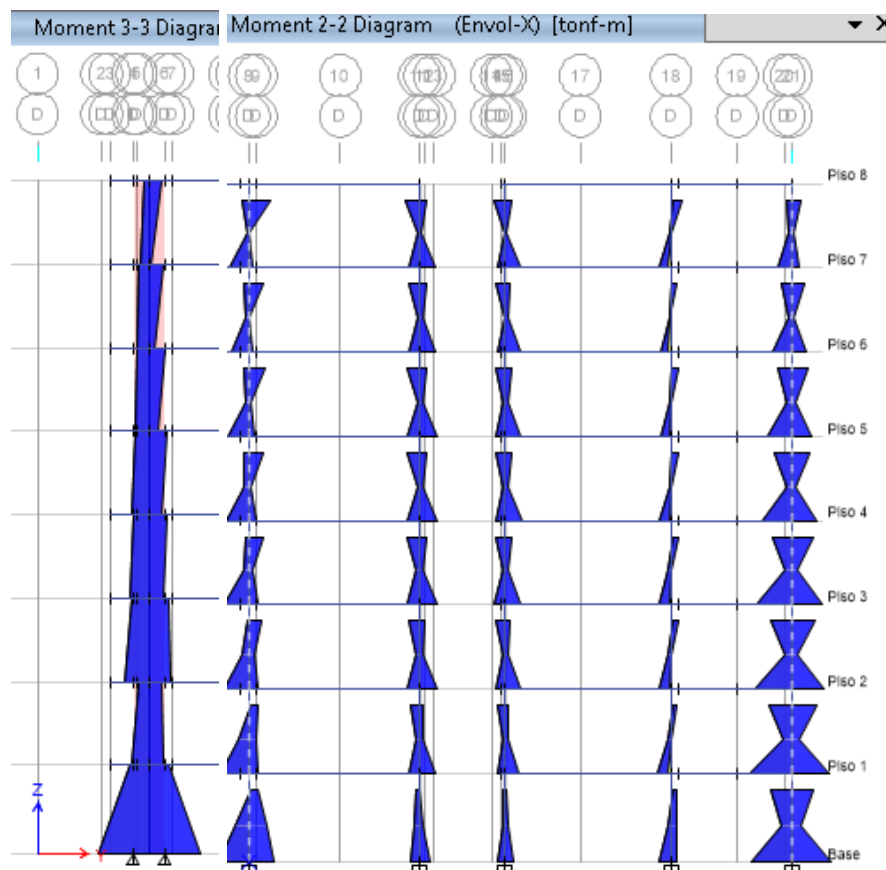 Moment 3-3 Diagra
Moment 2-2 Diagram (Envol-X) [tonf-m]
1
10
17
18
19
D
D
D
D
D
Piso 8
Piso 7
Piso 6
Piso 5
Piso 4
Piso 3
Piso 2
Piso 1
Z
Base